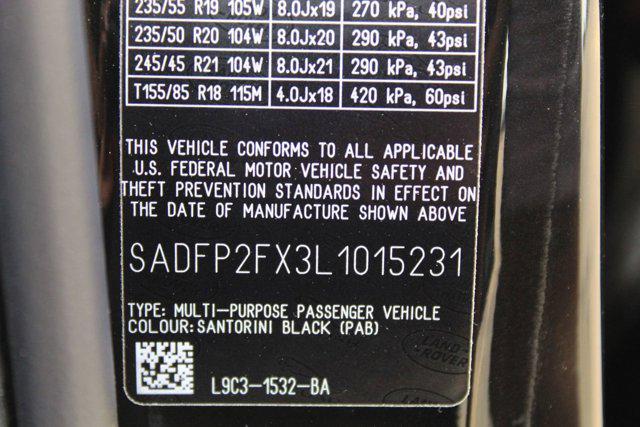 235/55 R19 105W 8.0Jx19 270 kPa, 40psi
235/50 R20 104W 8.0Jx20 290 kPa, 43psi
245/45 R21 104W 8.0Jx21 290 kPa, 43psi
T155/85 R18 115M 4.0Jx18 420 kPa, 60psi
THIS VEHICLE CONFORMS TO ALL APPLICABLE
U.S. FEDERAL MOTOR VEHICLE SAFETY AND
THEFT PREVENTION STANDARDS IN EFFECT ON
THE DATE OF MANUFACTURE SHOWN ABOVE
SADFP2FX3L1015231
TYPE: MULTI-PURPOSE PASSENGER VEHICLE
COLOUR: SANTORINI BLACK (PAB)
LAND
ROVER
L9C3-1532-BA